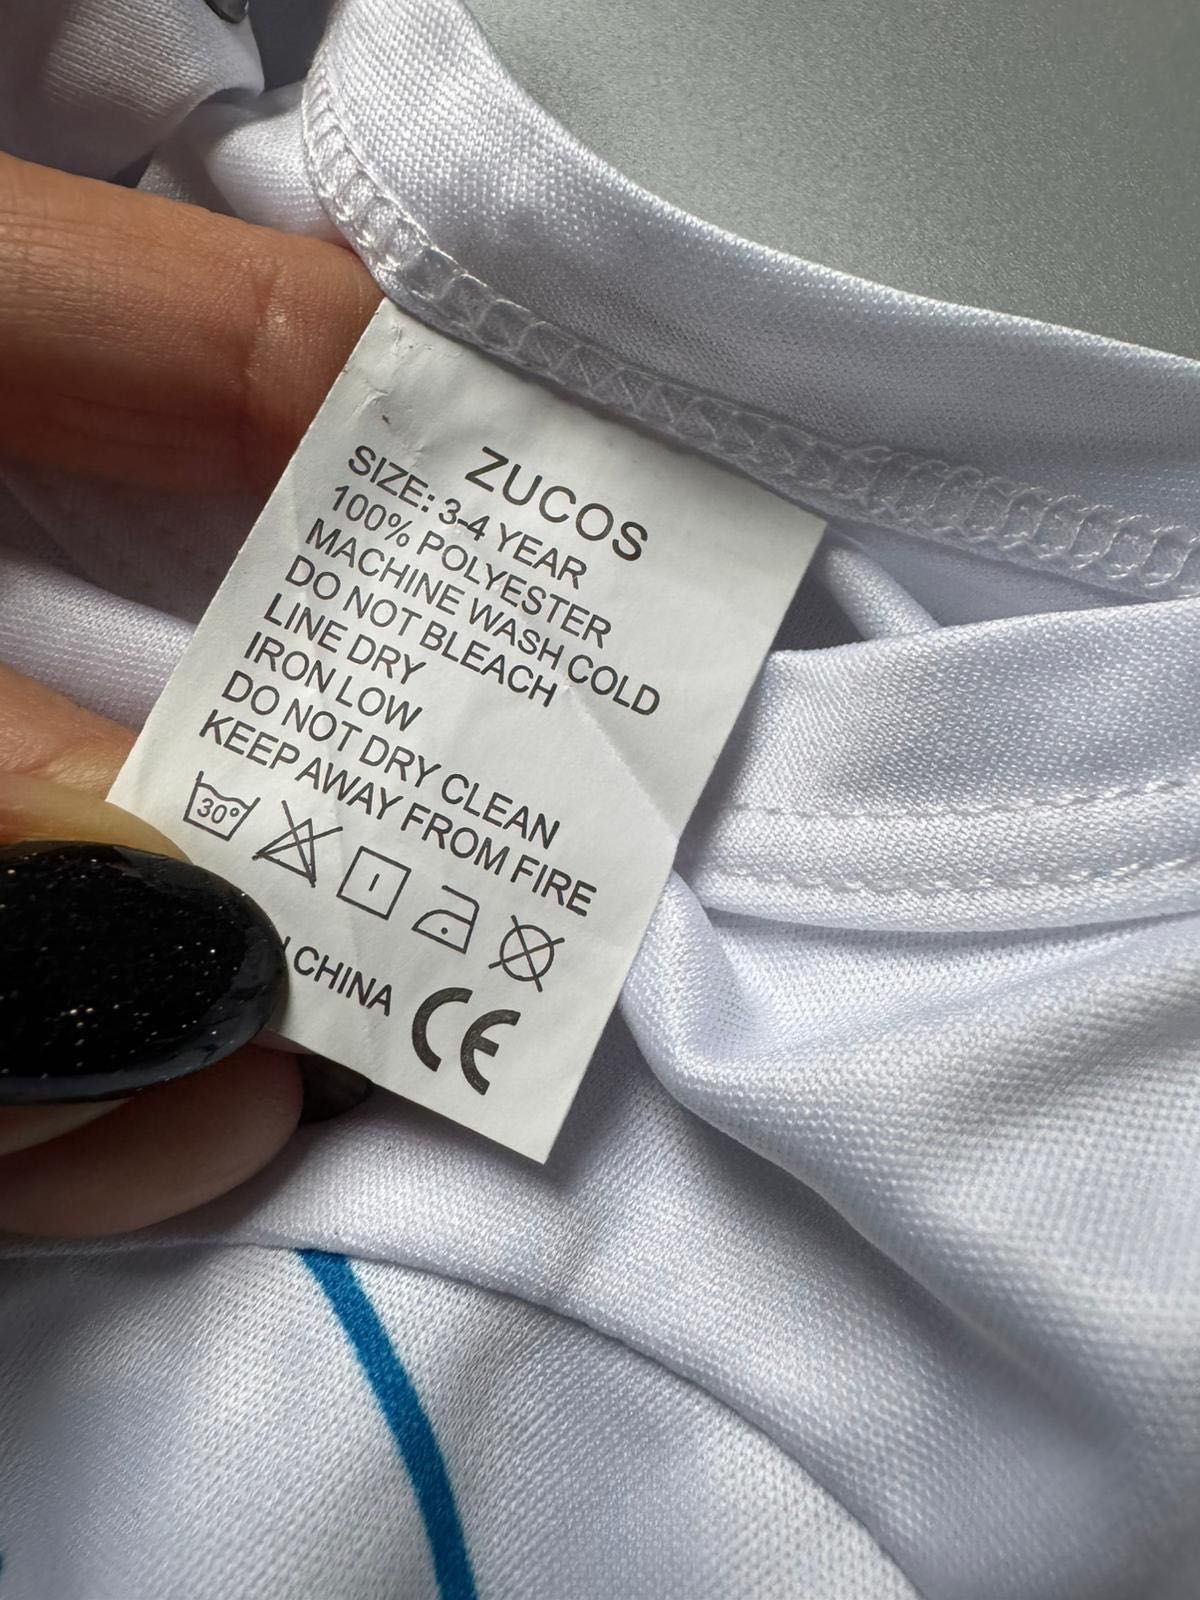 ZUCOS
SIZE: 3-4 YEAR
100% POLYESTER
MACHINE WASH COLD
DO NOT BLEACH
LINE DRY
IRON LOW
DO NOT DRY CLEAN
KEEP AWAY FROM FIRE
30°
CHINA CE